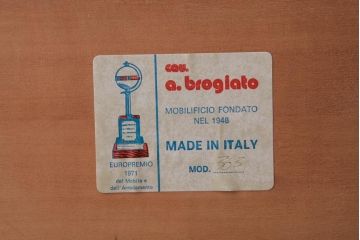 cav.
a. brogiato
MOBILIFICIO FONDATO
NEL 1948
MADE IN ITALY
MOD.
EUROPREMIO
1971
del Mobile e
dell'Arredamento